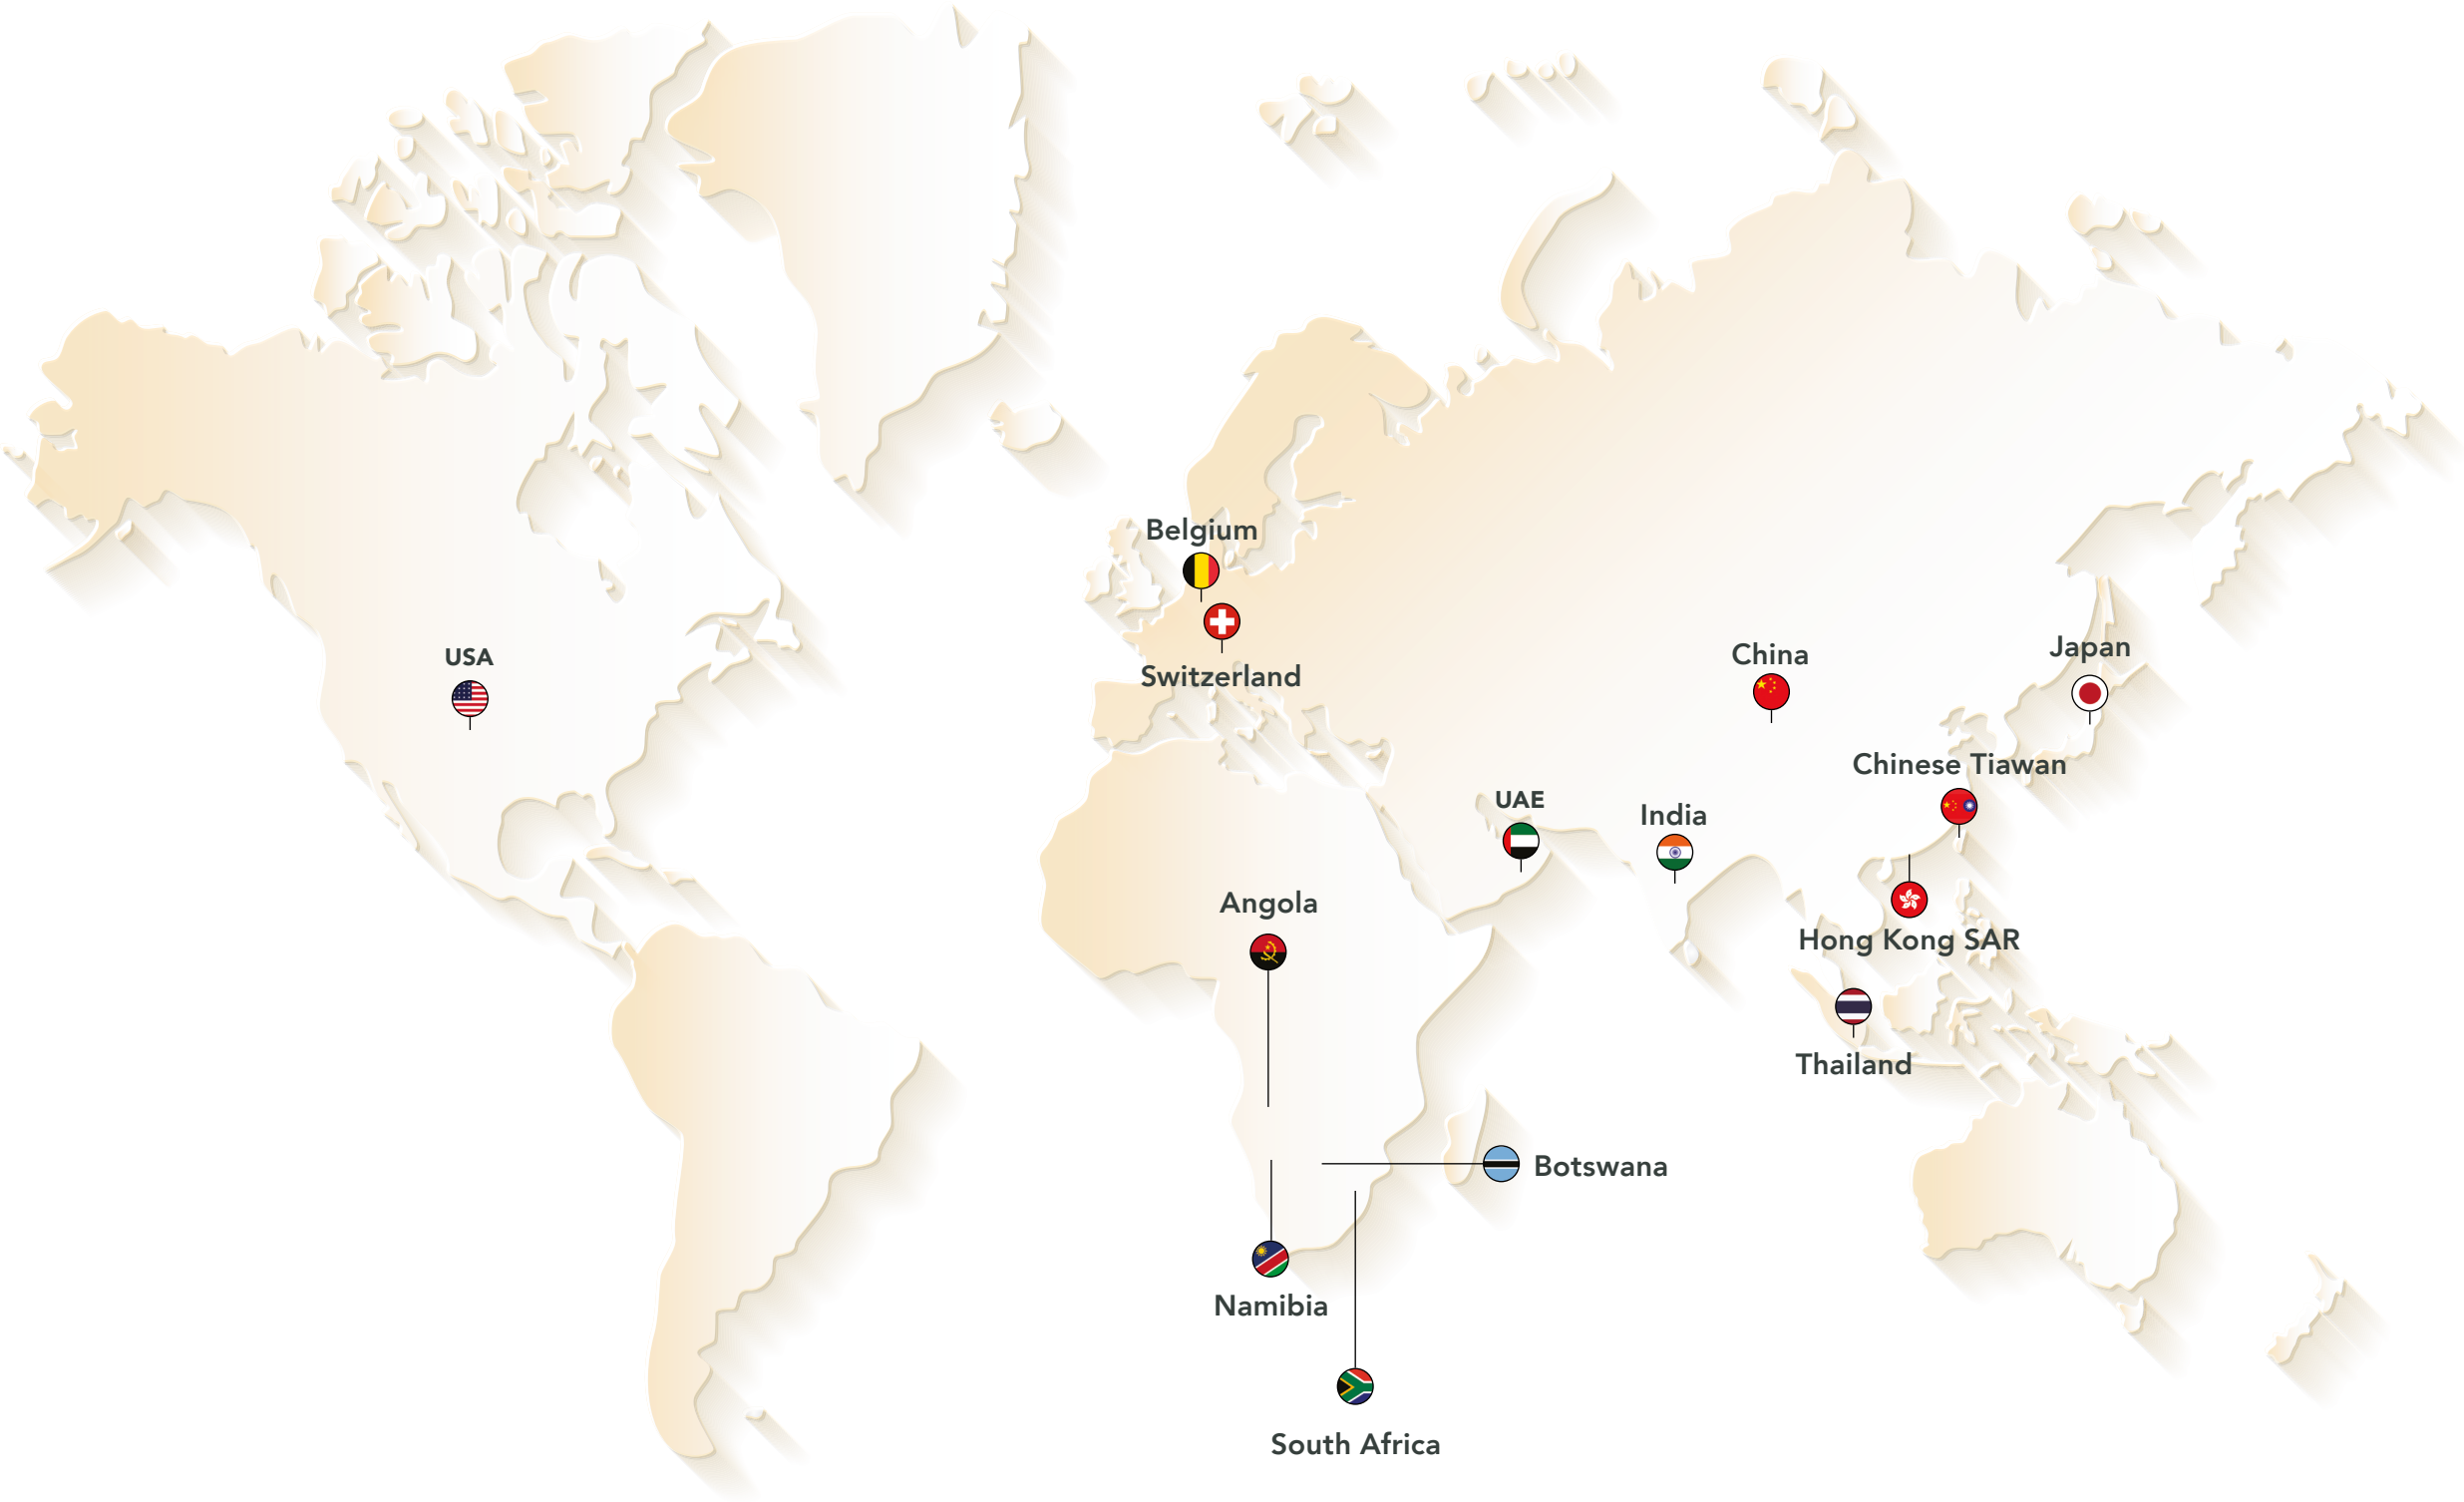 Belgium
Switzerland
USA
China
Japan
Chinese Tiawan
UAE
India
Angola
Hong Kong SAR
Thailand
Botswana
Namibia
South Africa